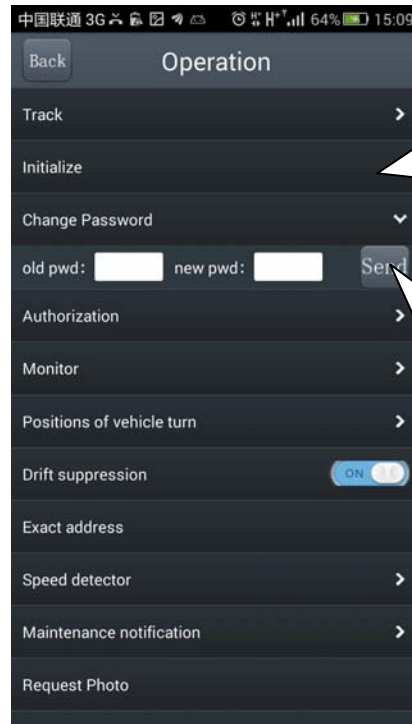 中国联通 3G 64% 15:09
Back Operation
Track
Initialize
Change Password
old pwd: new pwd: Send
Authorization
Monitor
Positions of vehicle turn
Drift suppression ON
Exact address
Speed detector
Maintenance notification
Request Photo